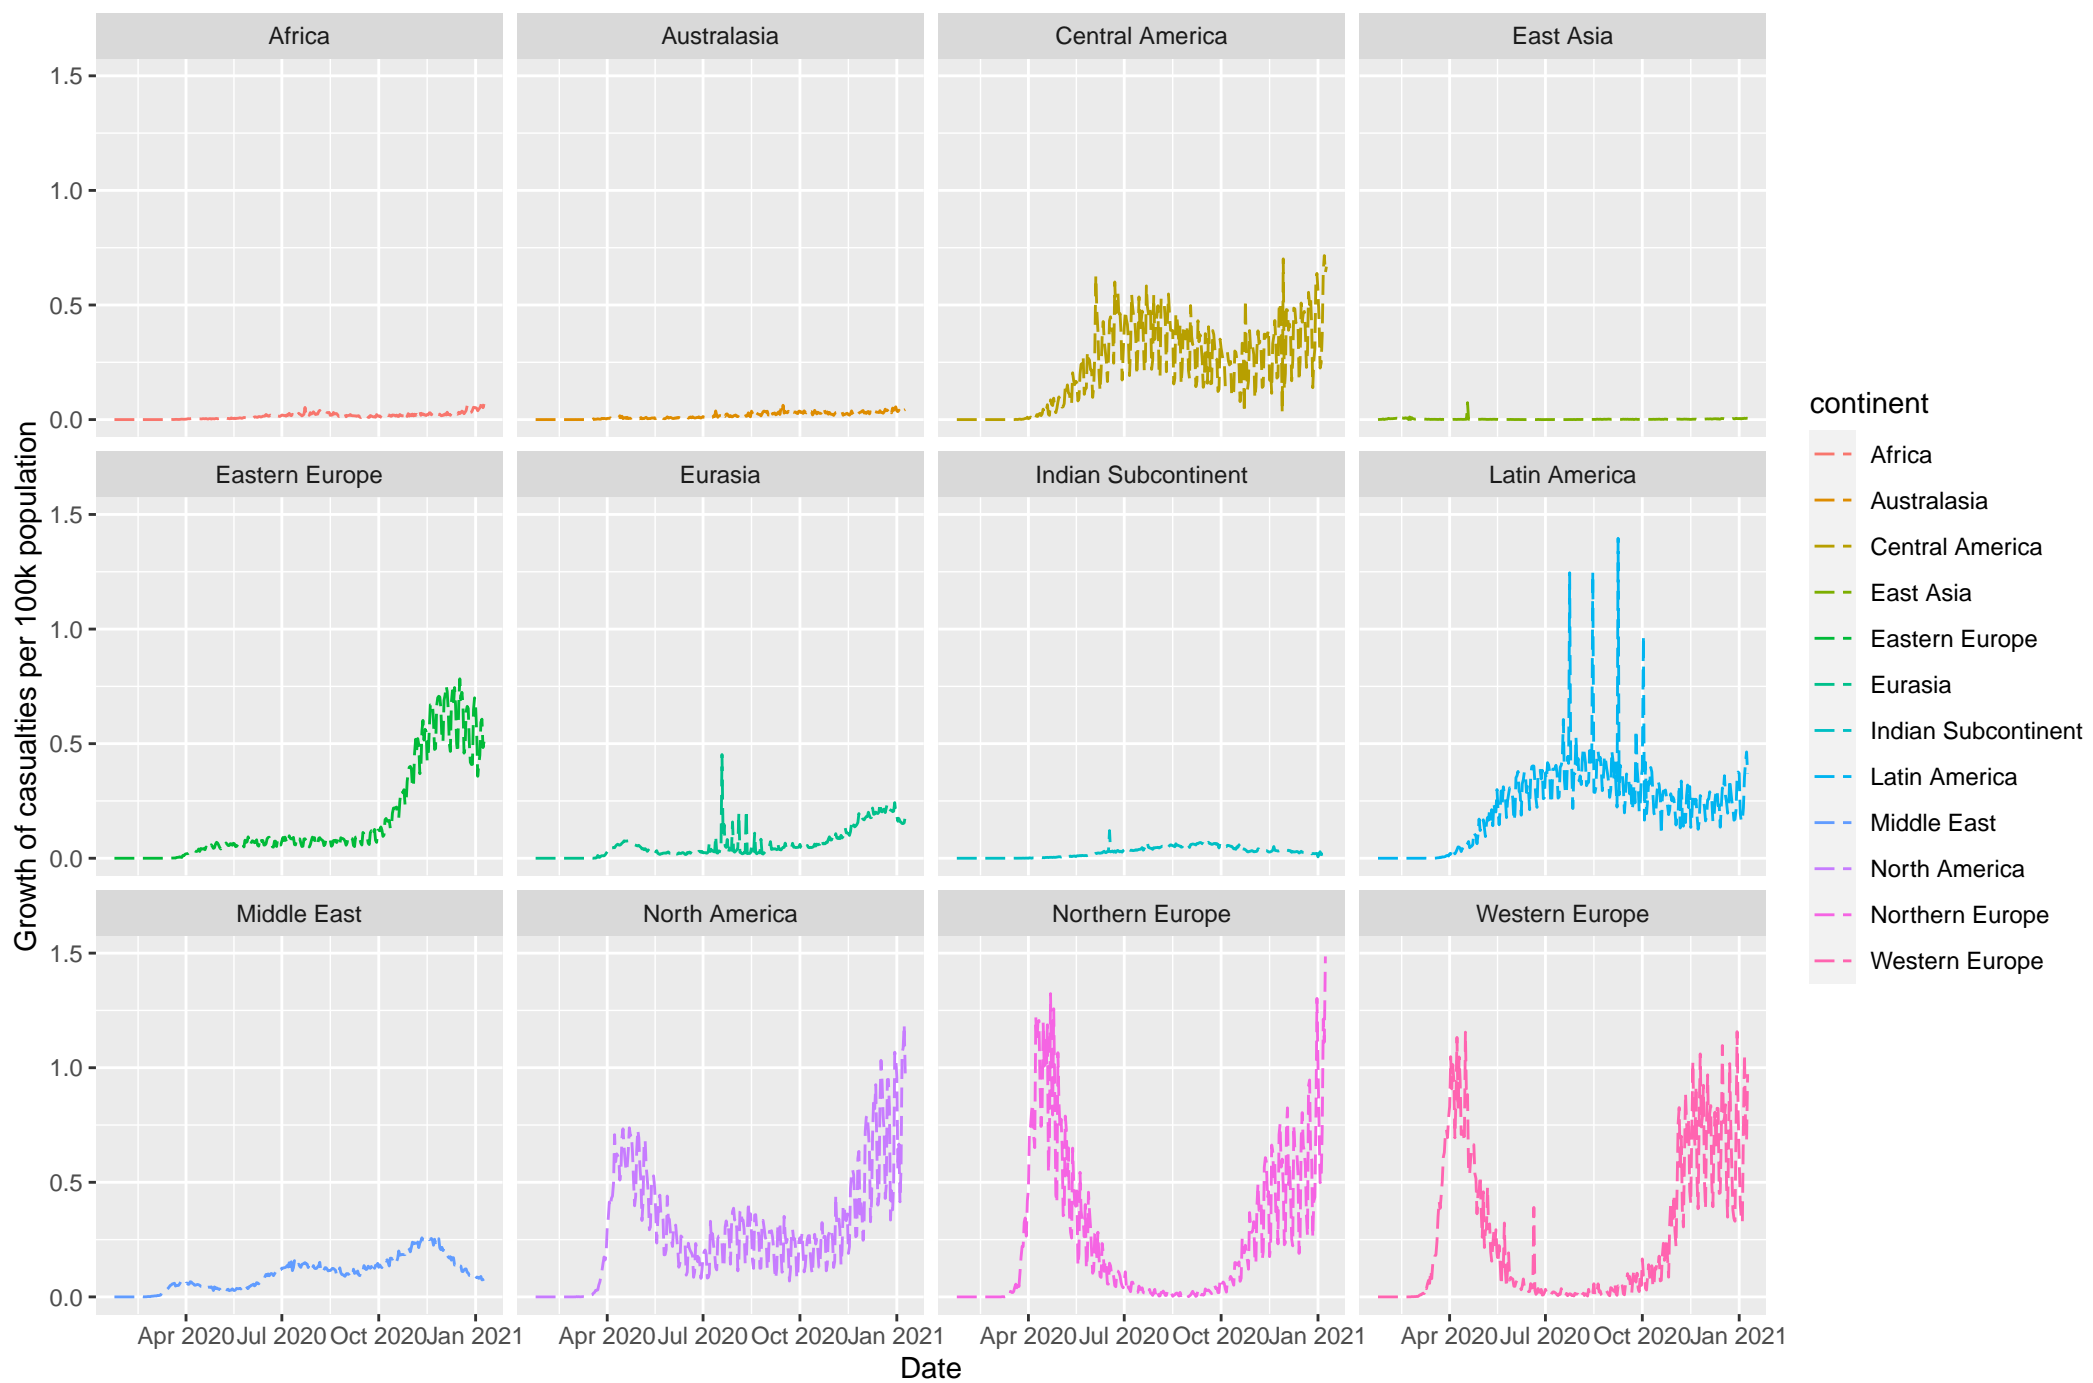 Africa
Australasia
Central America
East Asia
1.5
1.0
0.5
0.0
Eastern Europe
Eurasia
Indian Subcontinent
Latin America
1.5
1.0
0.5
0.0
Middle East
North America
Northern Europe
Western Europe
1.5
1.0
0.5
0.0
Apr 2020 Jul 2020 Oct 2020 Jan 2021
Apr 2020 Jul 2020 Oct 2020 Jan 2021
Apr 2020 Jul 2020 Oct 2020 Jan 2021
Apr 2020 Jul 2020 Oct 2020 Jan 2021
Date
Growth of casualties per 100k population
continent
Africa
Australasia
Central America
East Asia
Eastern Europe
Eurasia
Indian Subcontinent
Latin America
Middle East
North America
Northern Europe
Western Europe